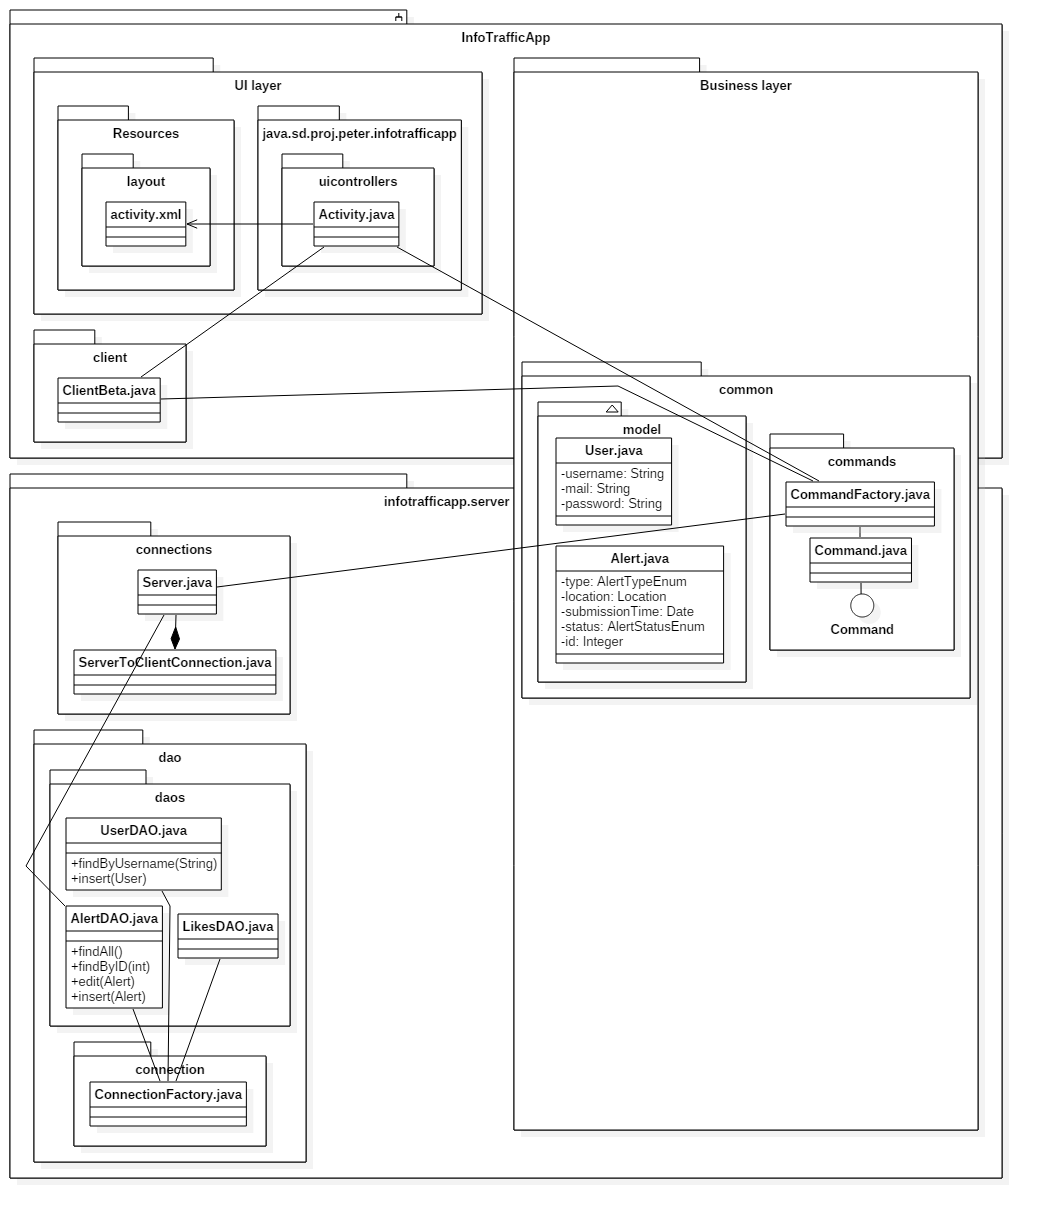 InfoTrafficApp
UI layer
Business layer
Resources
java.sd.proj.peter.infotrafficapp
layout
uicontrollers
activity.xml
Activity.java
client
ClientBeta.java
common
model
User.java
-username: String
-mail: String
-password: String
Alert.java
-type: AlertTypeEnum
-location: Location
-submissionTime: Date
-status: AlertStatusEnum
-id: Integer
commands
CommandFactory.java
Command.java
Command
infotrafficapp.server
connections
Server.java
ServerToClientConnection.java
dao
daos
UserDAO.java
+findByUsername(String)
+insert(User)
AlertDAO.java
+findAll()
+findByID(int)
+edit(Alert)
+insert(Alert)
LikesDAO.java
connection
ConnectionFactory.java